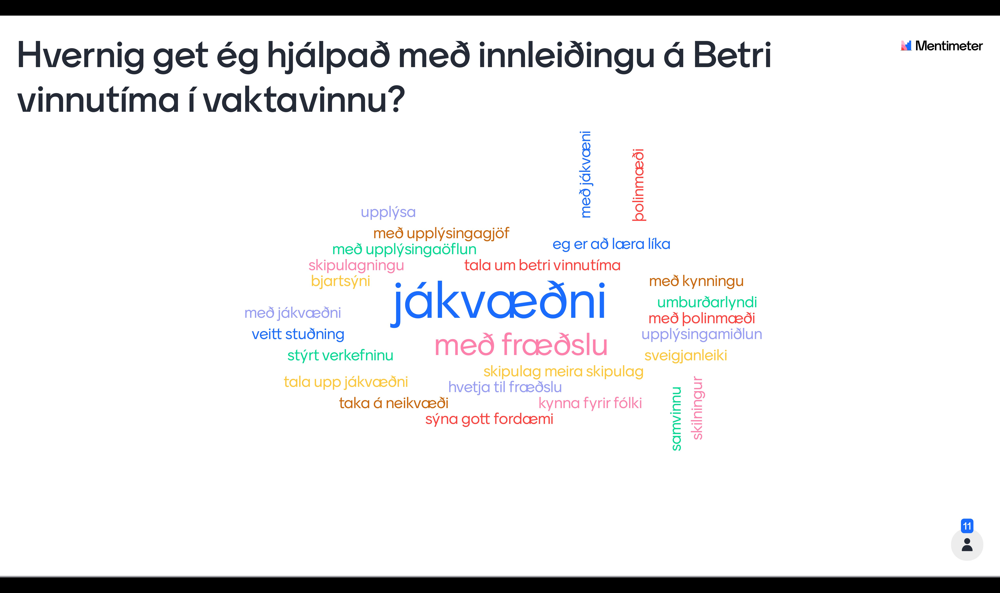 Hvernig get ég hjálpað með innleiðingu á Betri
vinnutíma í vaktavinnu?
Mentimeter
með jákvæni
þolinmæði
upplýsa
með upplýsingagjöf
eg er að læra líka
með upplýsingaöflun
skipulagningu
tala um betri vinnutíma
bjartsýni
með kynningu
jákvæðni
umburðarlyndi
með jákvæðni
með þolinmæði
veitt stuðning
upplýsingamiðlun
með fræðslu
stýrt verkefninu
sveigjanleiki
skipulag meira skipulag
tala upp jákvæðni
hvetja til fræðslu
taka á neikvæði
kynna fyrir fólki
sýna gott fordæmi
samvinnu
skilningur
11